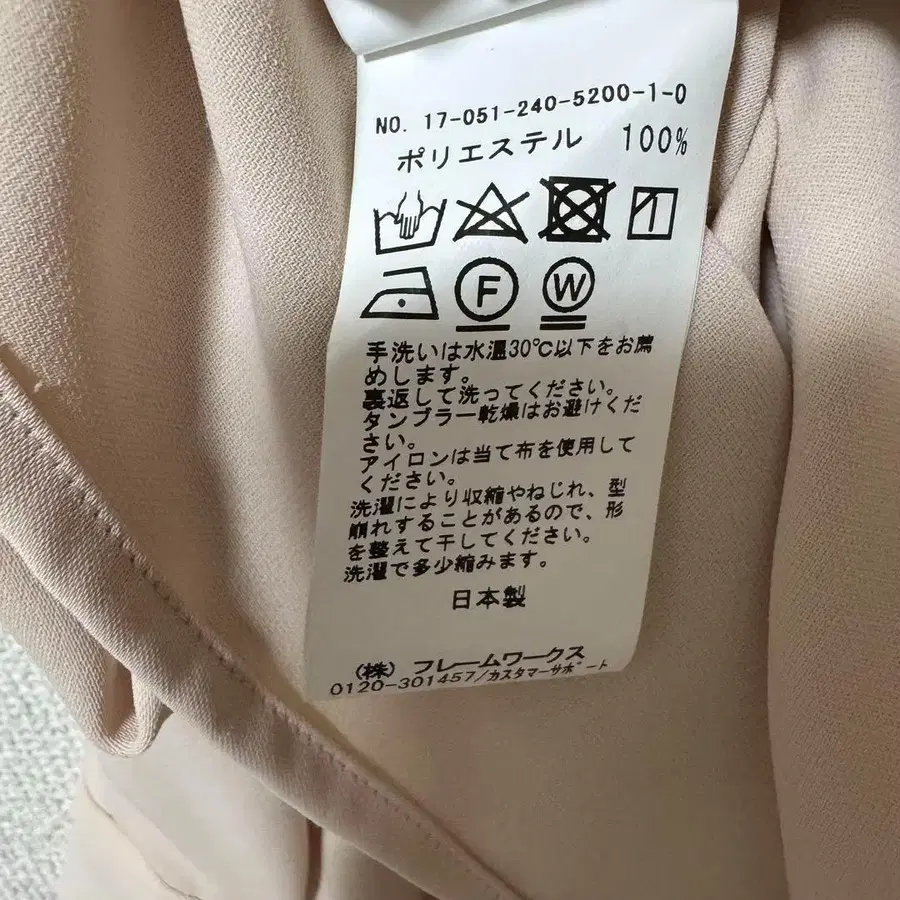 NO. 17-051-240-5200-1-0
ポリエステル 100%
F W
手洗いは水温30℃以下をお薦
めします。
裏返して洗ってください。
タンブラー乾燥はお避けくだ
さい。
アイロンは当て布を使用して
ください。
洗濯により収縮やねじれ、型
崩れすることがあるので、形
を整えて干してください。
洗濯で多少縮みます。
日本製
(株) フレームワークス
0120-301457/カスタマーサポート